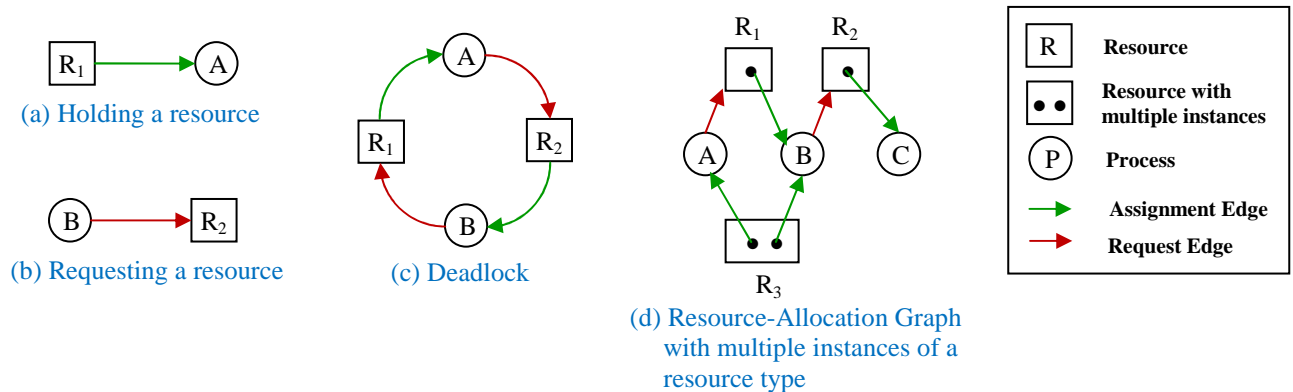 R₁
A
(a) Holding a resource
B
R₂
(b) Requesting a resource
A
R₁
R₂
B
(c) Deadlock
R₁
R₂
A
B
C
R₃
(d) Resource-Allocation Graph
with multiple instances of a
resource type
R
Resource
Resource with
multiple instances
P
Process
Assignment Edge
Request Edge